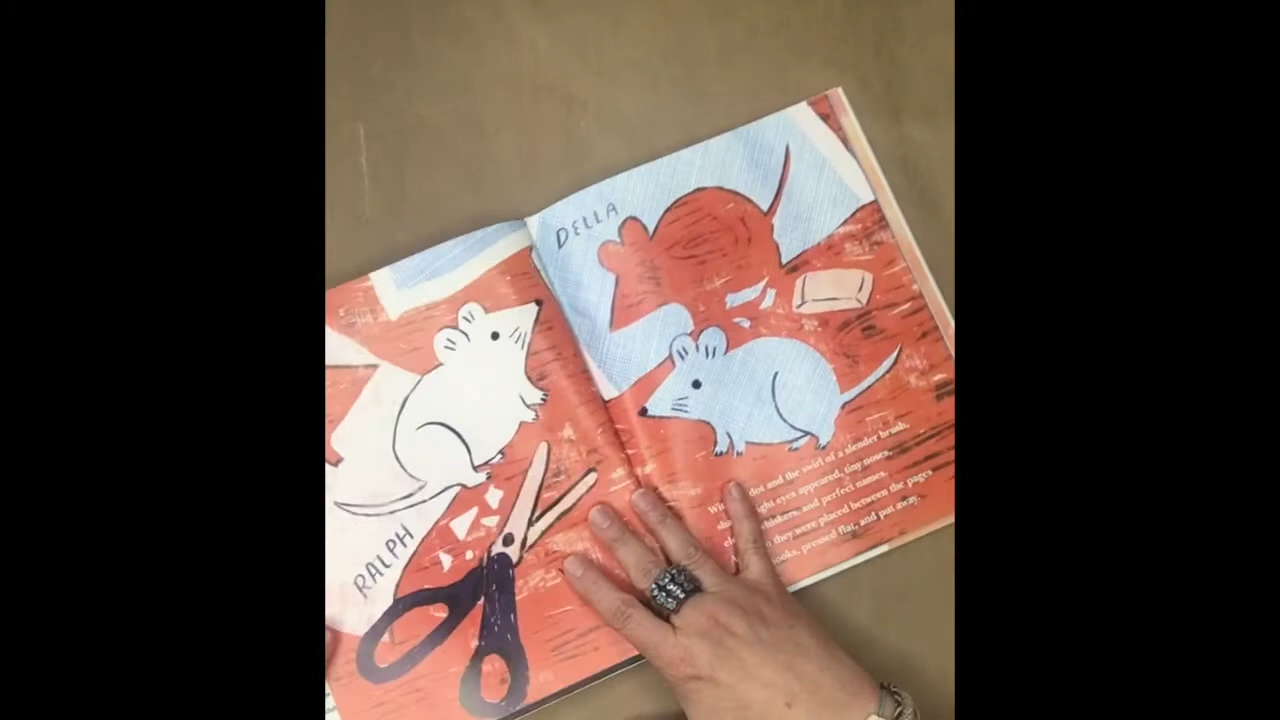 RALPH
DELLA
dot and the swirl of a slender brush,
eyes appeared, tiny noses,
whiskers, and perfect names.
they were placed between the pages
pressed flat, and put away.